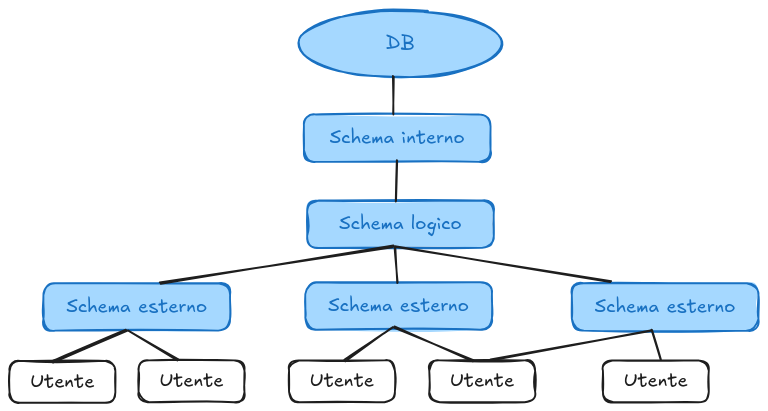 DB
Schema interno
Schema logico
Schema esterno
Schema esterno
Schema esterno
Utente
Utente
Utente
Utente
Utente